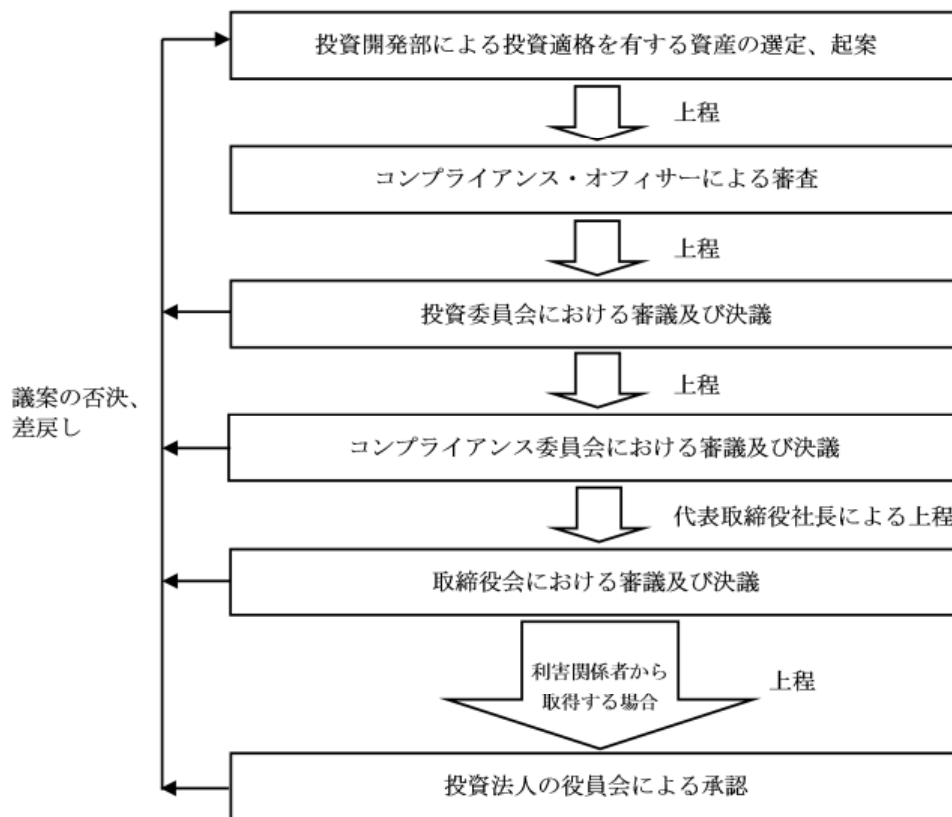 投資開発部による投資適格を有する資産の選定、起案
上程
コンプライアンス・オフィサーによる審査
上程
投資委員会における審議及び決議
上程
議案の否決、
差戻し
コンプライアンス委員会における審議及び決議
代表取締役社長による上程
取締役会における審議及び決議
利害関係者から
取得する場合
上程
投資法人の役員会による承認